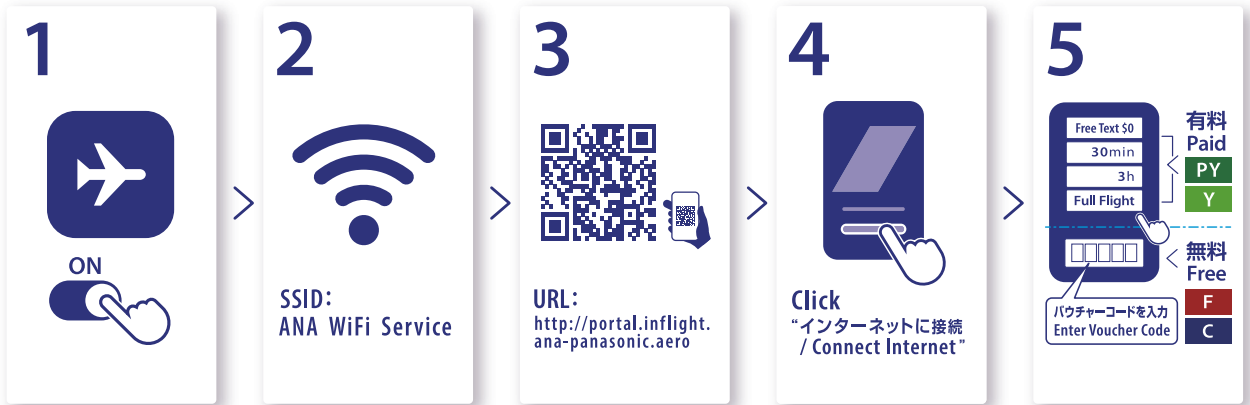 1
ON
2
SSID:
ANA WiFi Service
3
URL:
http://portal.inflight.
ana-panasonic.aero
4
Click
“インターネットに接続
/ Connect Internet”
5
Free Text $0
30min
3h
Full Flight
有料
Paid
PY
Y
無料
Free
F
C
バウチャーコードを入力
Enter Voucher Code